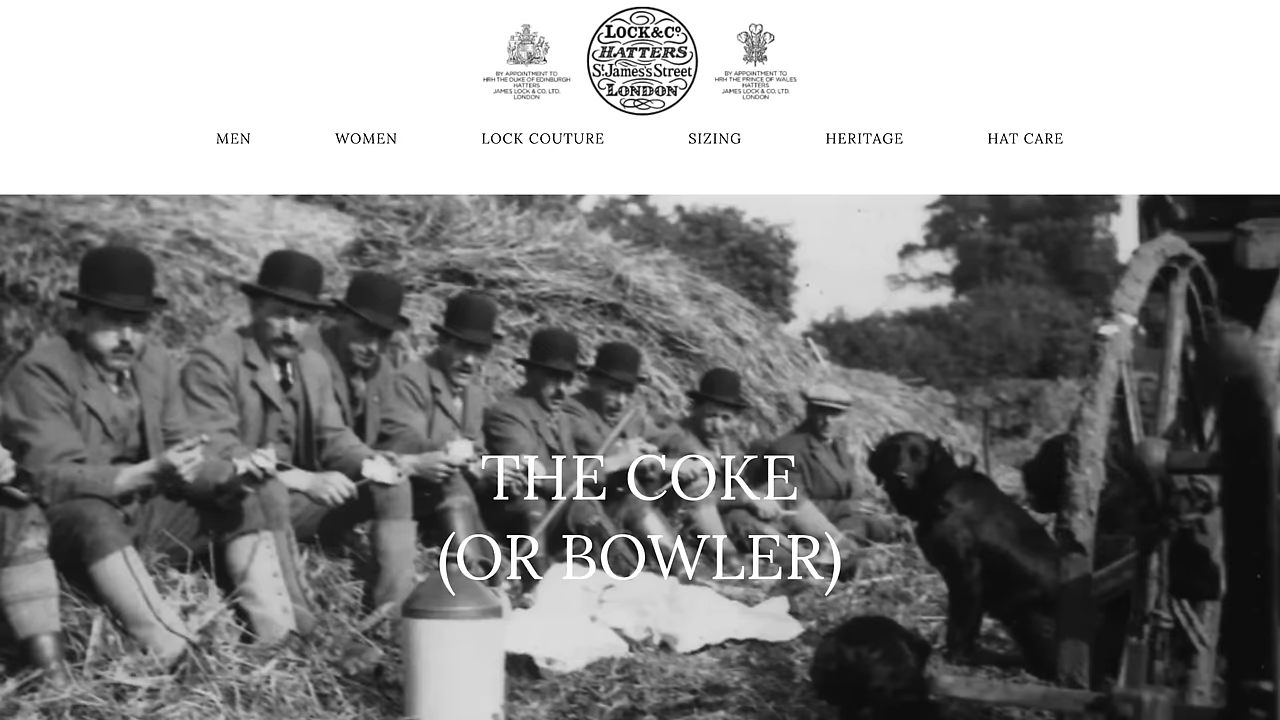 BY APPOINTMENT TO
HRH THE DUKE OF EDINBURGH
HATTERS
JAMES LOCK & CO. LTD.
LONDON
LOCK & Co.
HATTERS
St. James's Street
LONDON
BY APPOINTMENT TO
HRH THE PRINCE OF WALES
HATTERS
JAMES LOCK & CO. LTD.
LONDON
MEN WOMEN LOCK COUTURE SIZING HERITAGE HAT CARE
THE COKE
(OR BOWLER)